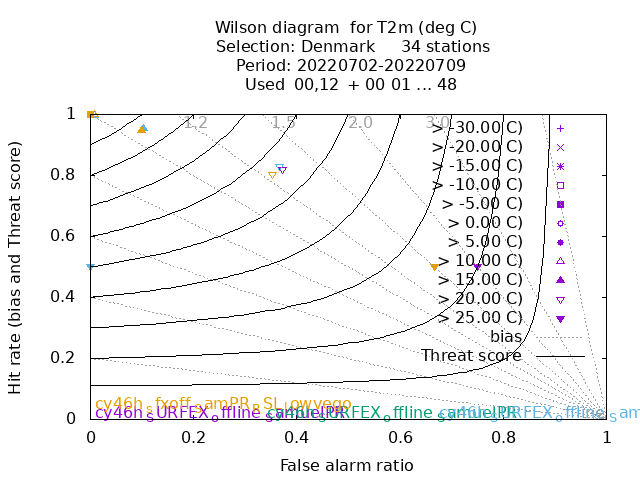 Wilson diagram for T2m (deg C)
Selection: Denmark 34 stations
Period: 20220702-20220709
Used 00,12 + 00 01 ... 48
Hit rate (bias and Threat score)
1
0.8
0.6
0.4
0.2
0
1.2
1.5
2.0
3.0
> -30.00 C)
> -20.00 C)
> -15.00 C)
> -10.00 C)
> -5.00 C)
> 0.00 C)
> 5.00 C)
> 10.00 C)
> 15.00 C)
> 20.00 C)
> 25.00 C)
bias
Threat score
0
0.2
0.4
0.6
0.8
1
False alarm ratio